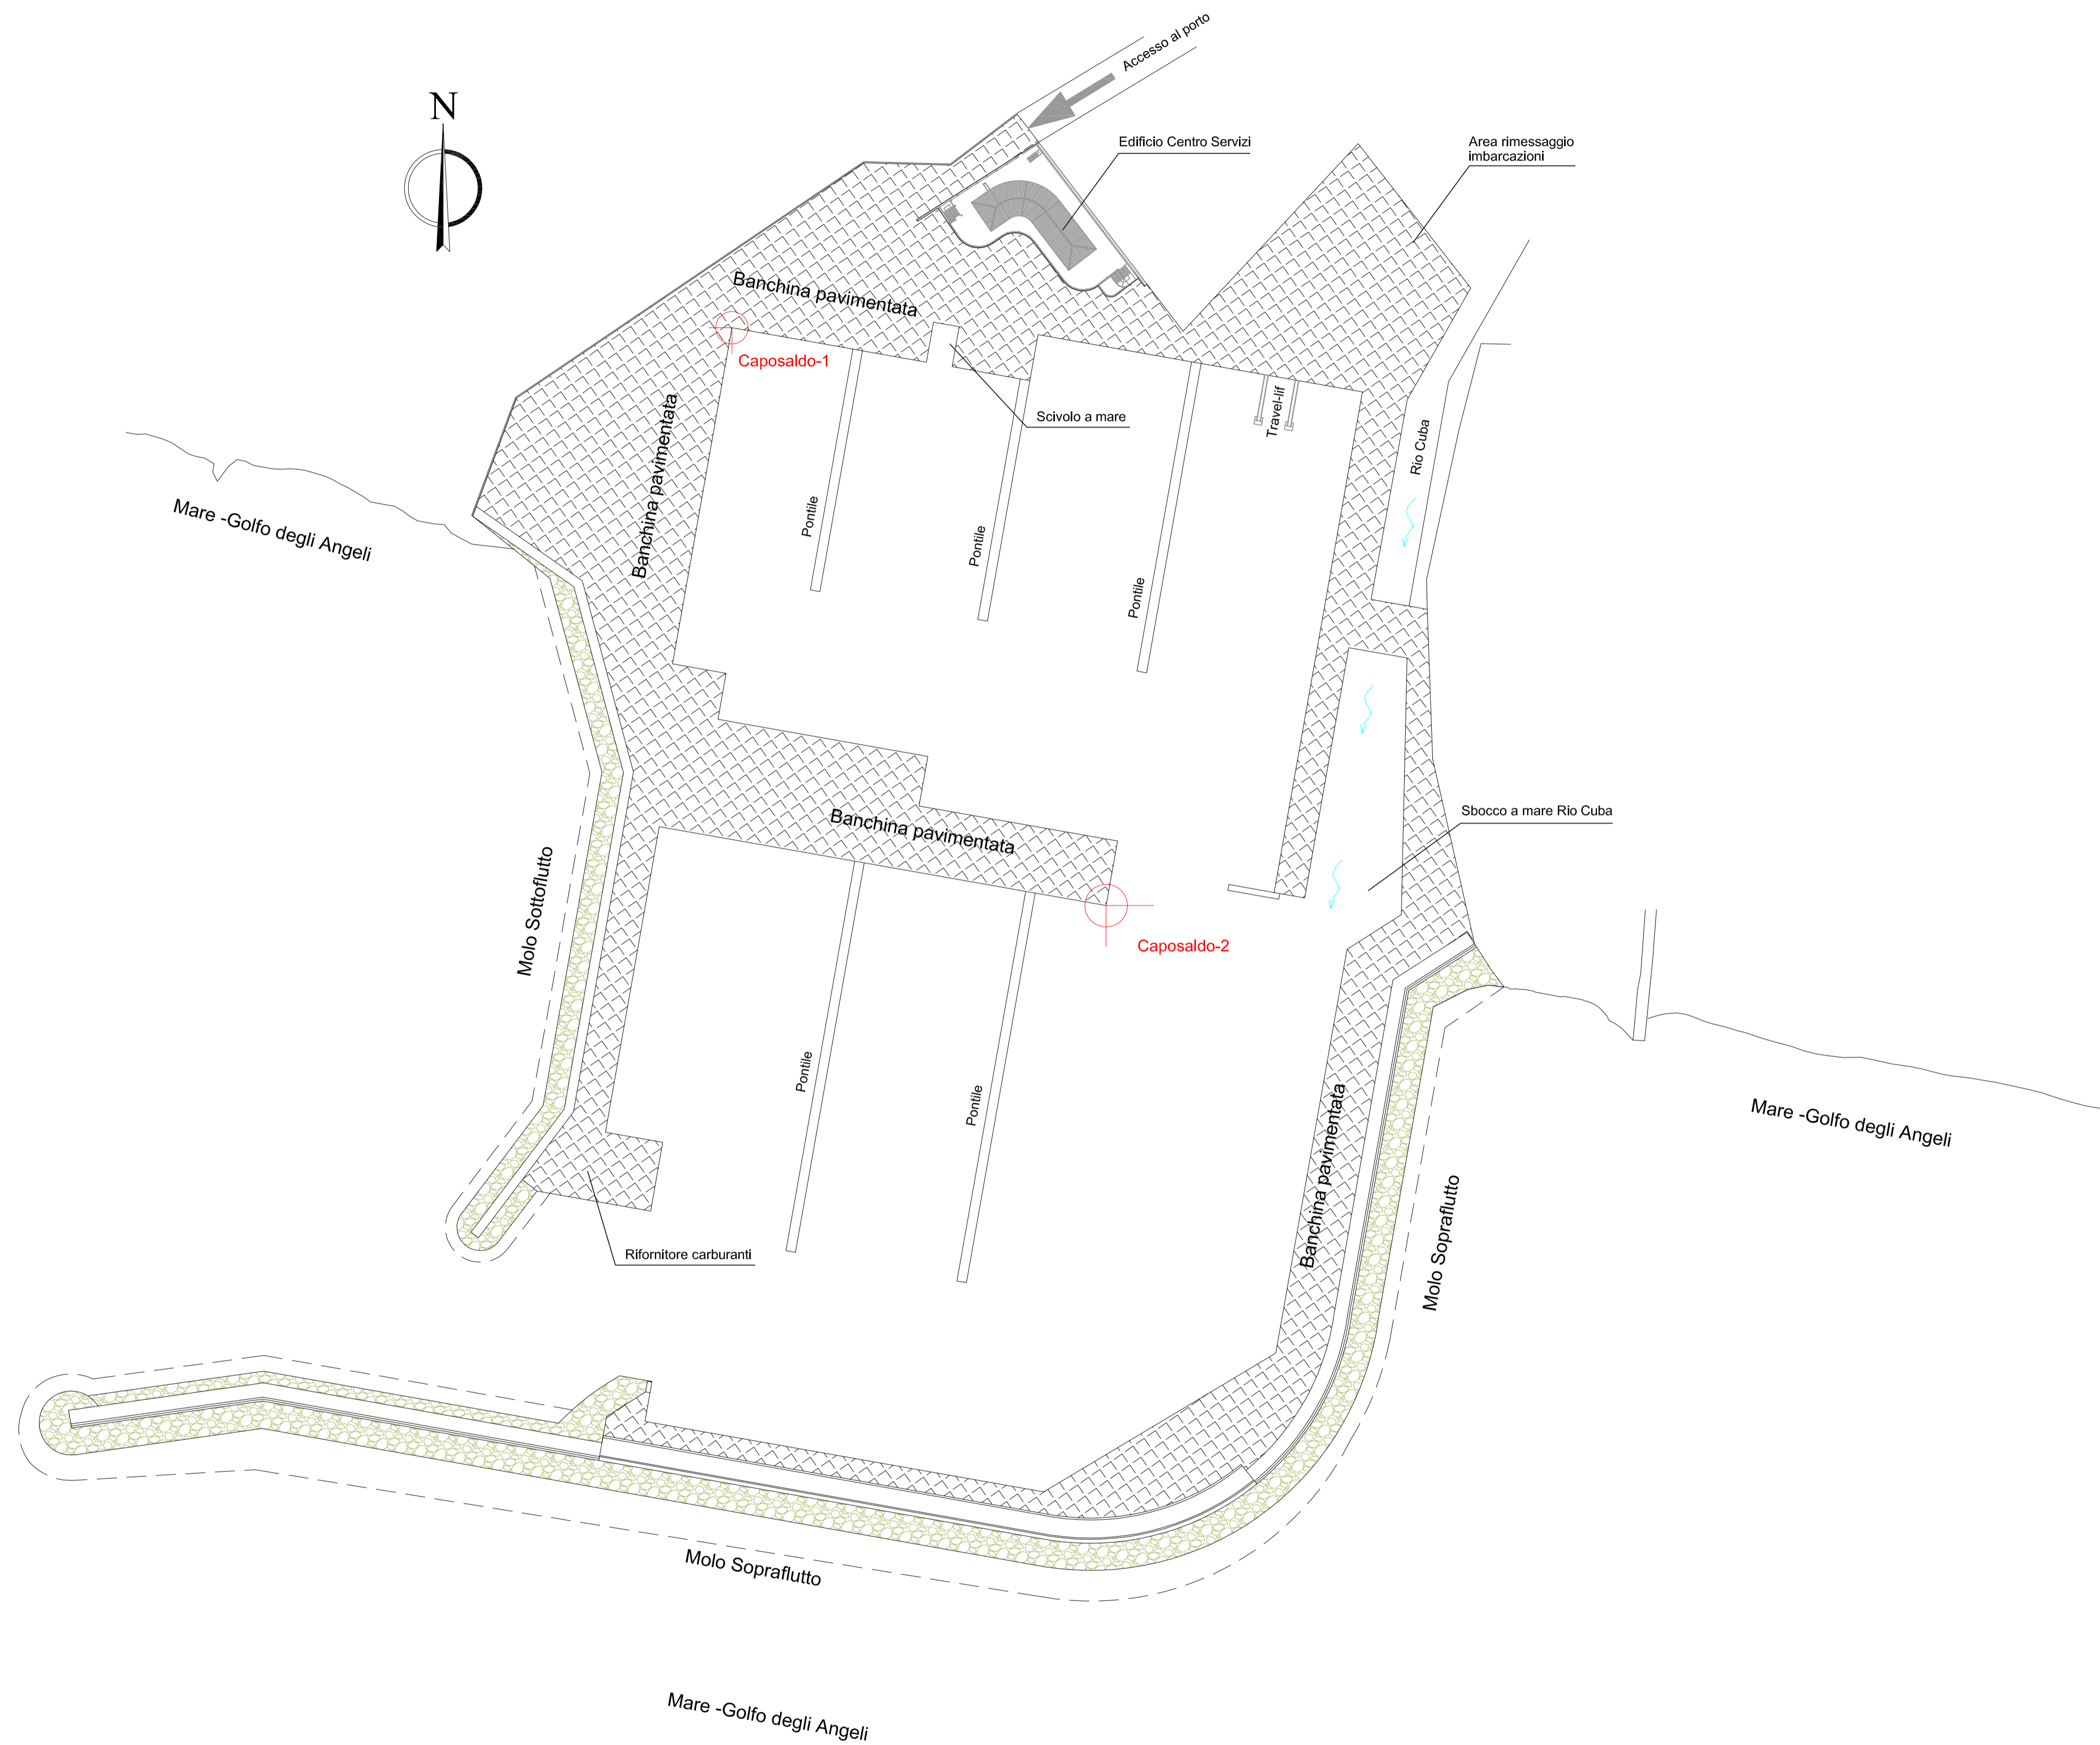 Accesso al porto
N
Edificio Centro Servizi
Area rimessaggio
imbarcazioni
Banchina pavimentata
Caposaldo-1
Scivolo a mare
Travel-lif
Rio Cuba
Banchina pavimentata
Pontile
Pontile
Pontile
Mare -Golfo degli Angeli
Banchina pavimentata
Sbocco a mare Rio Cuba
Molo Sottoflutto
Caposaldo-2
Pontile
Pontile
Banchina pavimentata
Mare -Golfo degli Angeli
Molo Sopraflutto
Rifornitore carburanti
Molo Sopraflutto
Mare -Golfo degli Angeli